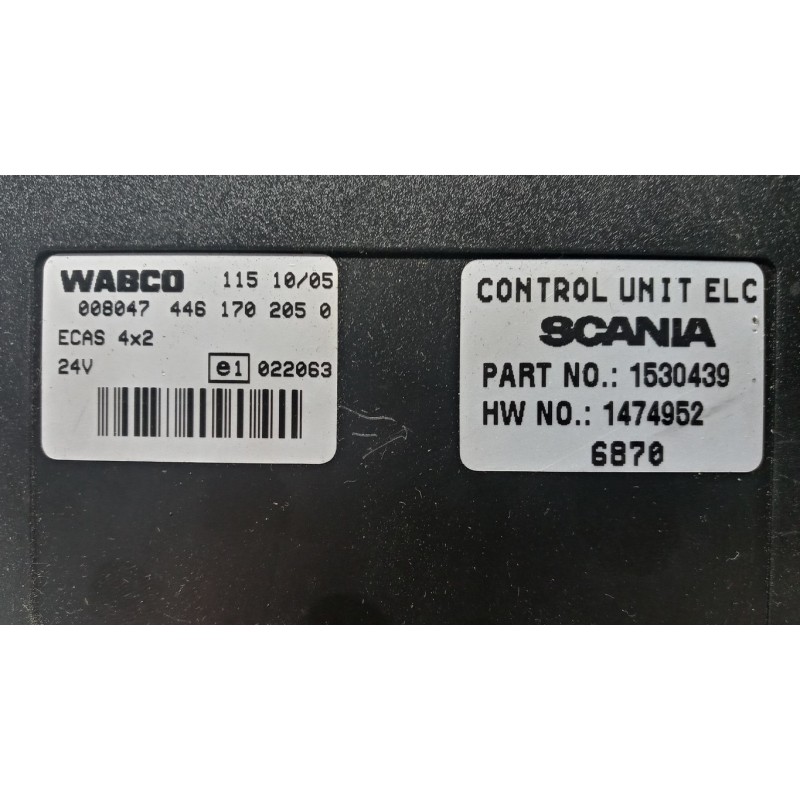 WABCO 115 10/05
008047 446 170 205 0
ECAS 4x2
24V e1 022063
CONTROL UNIT ELC
SCANIA
PART NO.: 1530439
HW NO.: 1474952
6870